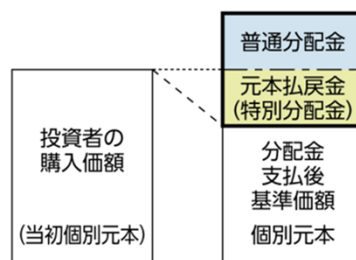 普通分配金
元本払戻金
(特別分配金)
投資者の
購入価額
(当初個別元本)
分配金
支払後
基準価額
個別元本